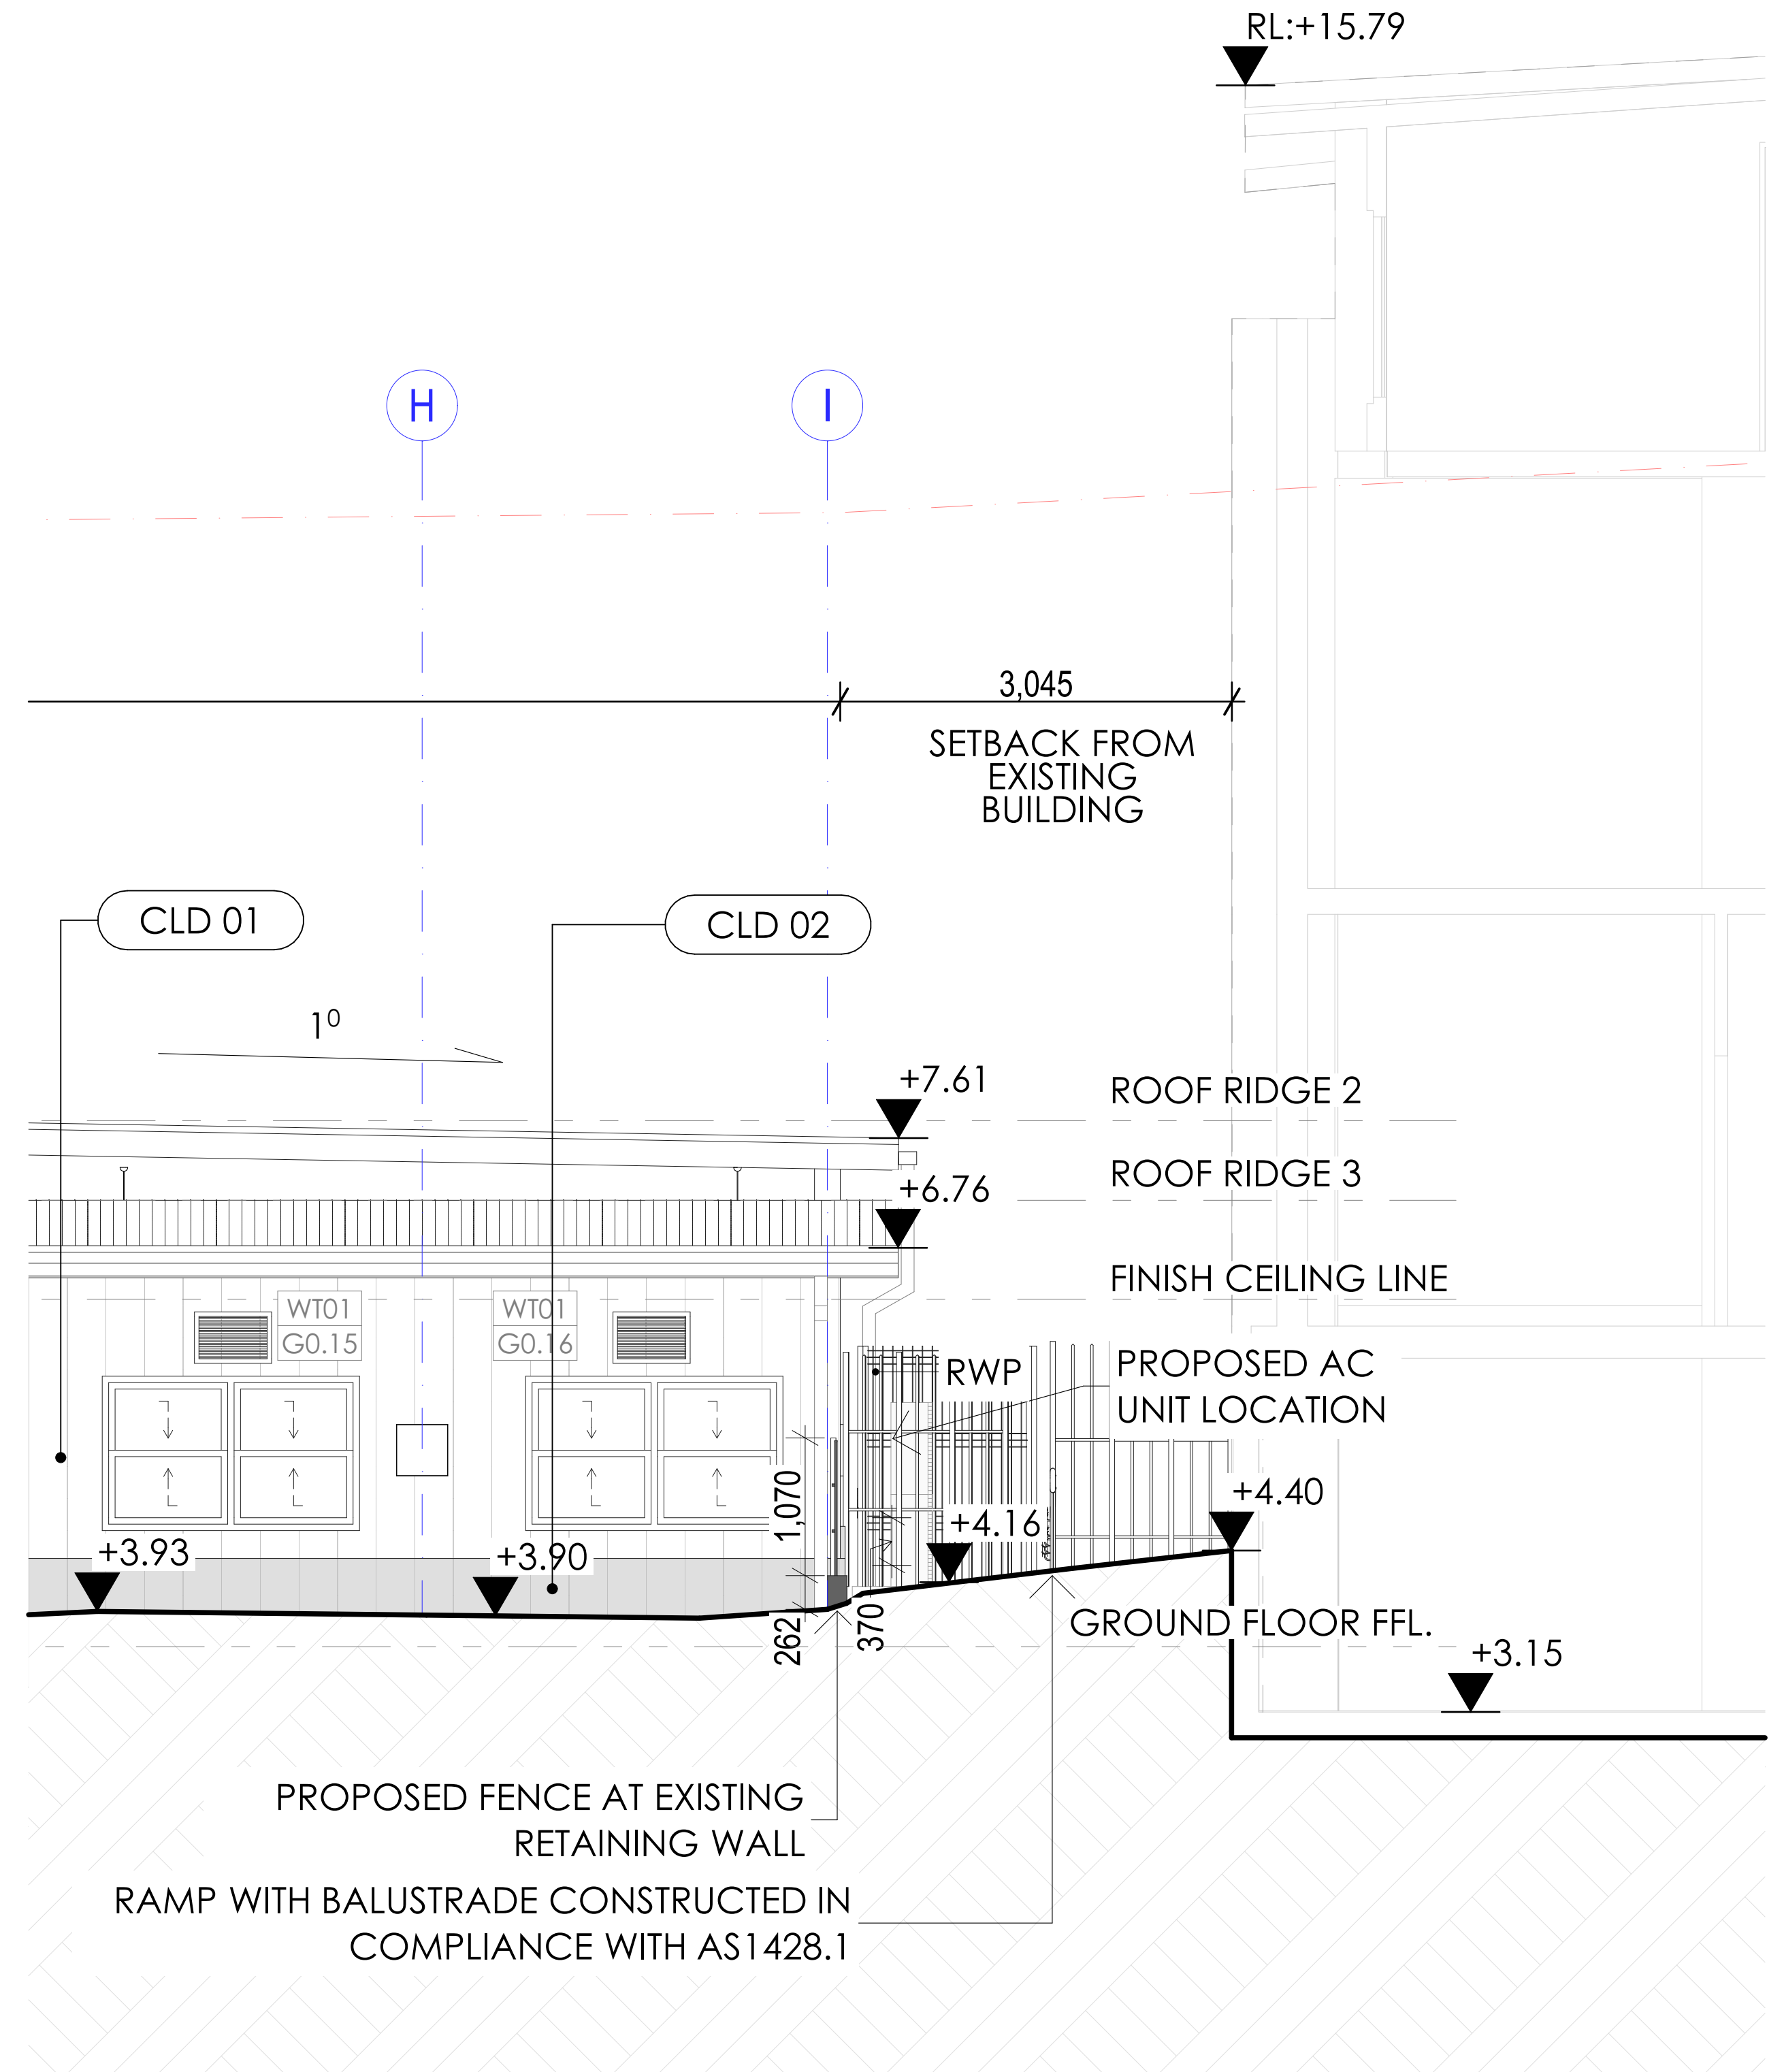 RL:+15.79
H
I
3,045
SETBACK FROM
EXISTING
BUILDING
CLD 01
CLD 02
1⁰
+7.61
ROOF RIDGE 2
ROOF RIDGE 3
+6.76
FINISH CEILING LINE
WT01
G0.15
WT01
G0.16
RWP
PROPOSED AC
UNIT LOCATION
1,070
+4.40
+4.16
+3.93
+3.90
262
370
GROUND FLOOR FFL.
+3.15
PROPOSED FENCE AT EXISTING
RETAINING WALL
RAMP WITH BALUSTRADE CONSTRUCTED IN
COMPLIANCE WITH AS1428.1